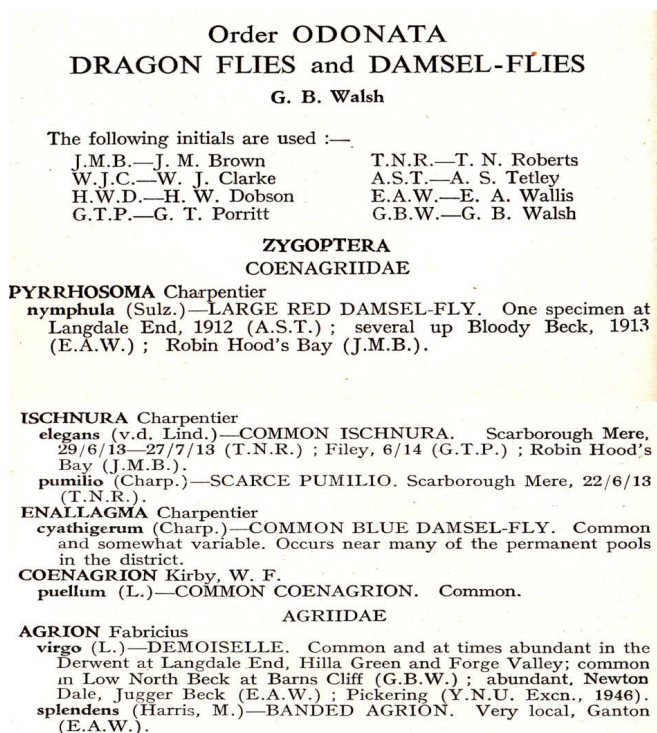 Order ODONATA
DRAGON FLIES and DAMSEL-FLIES
G. B. Walsh
The following initials are used :—
J.M.B.—J. M. Brown
W.J.C.—W. J. Clarke
H.W.D.—H. W. Dobson
G.T.P.—G. T. Porritt
T.N.R.—T. N. Roberts
A.S.T.—A. S. Tetley
E.A.W.—E. A. Wallis
G.B.W.—G. B. Walsh
ZYGOPTERA
COENAGRIIDAE
PYRRHOSOMA Charpentier
nymphula (Sulz.)—LARGE RED DAMSEL-FLY. One specimen at
Langdale End, 1912 (A.S.T.) ; several up Bloody Beck, 1913
(E.A.W.) ; Robin Hood's Bay (J.M.B.).
ISCHNURA Charpentier
elegans (v.d. Lind.)—COMMON ISCHNURA. Scarborough Mere,
29/6/13—27/7/13 (T.N.R.) ; Filey, 6/14 (G.T.P.) ; Robin Hood's
Bay (J.M.B.).
pumilio (Charp.)—SCARCE PUMILIO. Scarborough Mere, 22/6/13
(T.N.R.).
ENALLAGMA Charpentier
cyathigerum (Charp.)—COMMON BLUE DAMSEL-FLY. Common
and somewhat variable. Occurs near many of the permanent pools
in the district.
COENAGRION Kirby, W. F.
puellum (L.)—COMMON COENAGRION. Common.
AGRIIDAE
AGRION Fabricius
virgo (L.)—DEMOISELLE. Common and at times abundant in the
Derwent at Langdale End, Hilla Green and Forge Valley; common
in Low North Beck at Barns Cliff (G.B.W.) ; abundant, Newton
Dale, Jugger Beck (E.A.W.) ; Pickering (Y.N.U. Excn., 1946).
splendens (Harris, M.)—BANDED AGRION. Very local, Ganton
(E.A.W.).